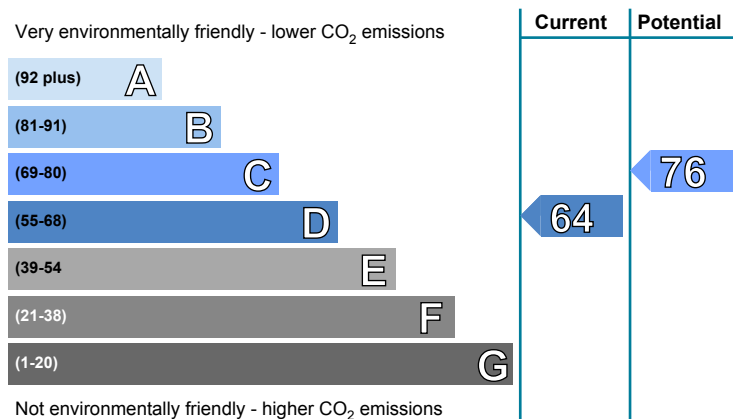 Current Potential
Very environmentally friendly - lower CO2 emissions
(92 plus) A
(81-91) B
(69-80) C
76
(55-68) D
64
(39-54 E
(21-38) F
(1-20) G
Not environmentally friendly - higher CO2 emissions